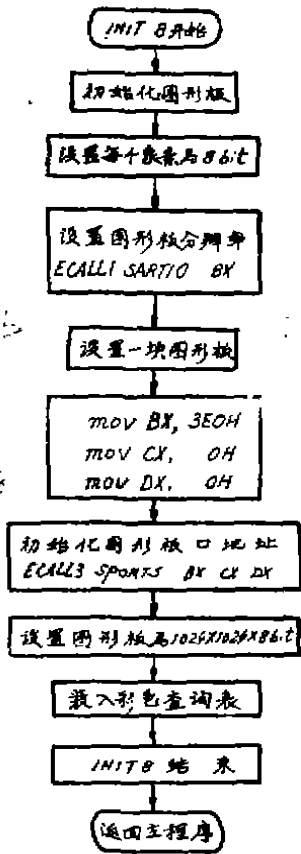 INIT 8 开始
初始化图形板
设置每个象素为8bit
设置图形板分辨率
ECALL1 SARTIO BX
设置一块图形板
mov BX, 3E0H
mov CX, 0H
mov DX, 0H
初始化图形板口地址
ECALL3 SPORTS BX CX DX
设置图形板为1024X1024X8bit
装入彩色查询表
INIT8 结束
返回主程序